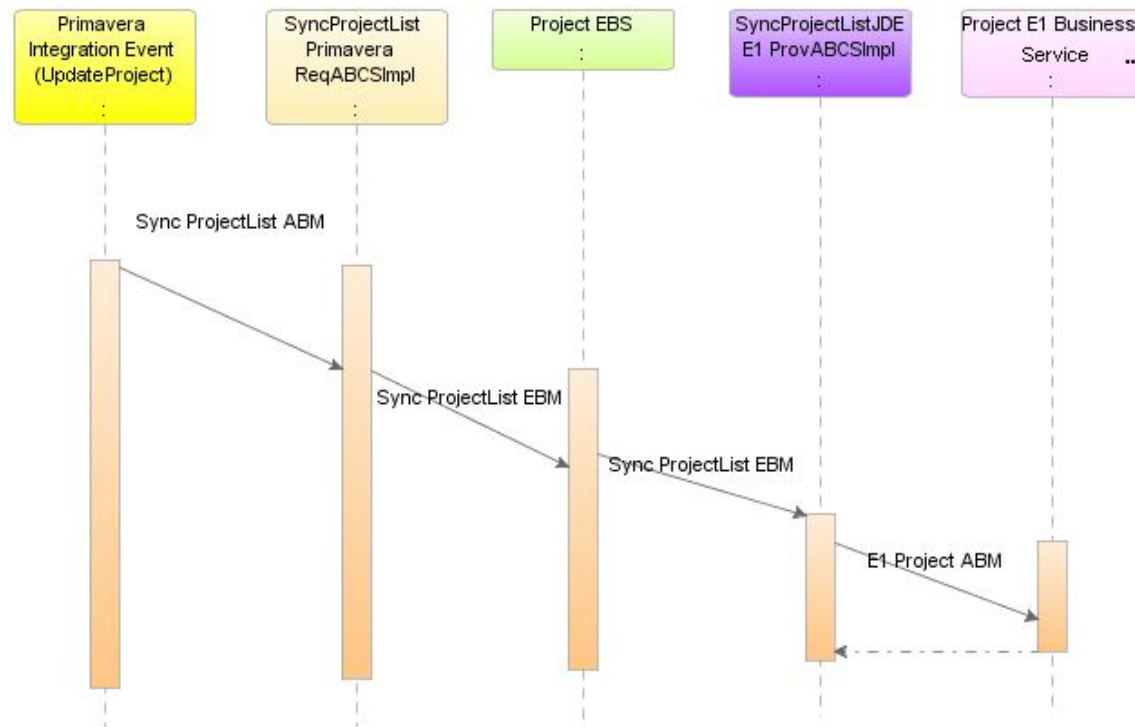 Primavera
Integration Event
(UpdateProject)
:
SyncProjectList
Primavera
ReqABCSImpl
:
Project EBS
:
SyncProjectListJDE
E1 ProvABCSImpl
:
Project E1 Business
Service ...
:
Sync ProjectList ABM
Sync ProjectList EBM
Sync ProjectList EBM
E1 Project ABM